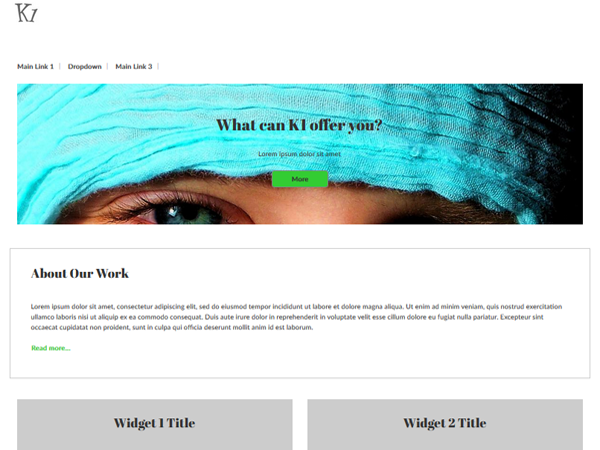 K1
Main Link 1 Dropdown Main Link 3
What can K1 offer you?
Lorem ipsum dolor sit amet
More
About Our Work
Lorem ipsum dolor sit amet, consectetur adipiscing elit, sed do eiusmod tempor incididunt ut labore et dolore magna aliqua. Ut enim ad minim veniam, quis nostrud exercitation
ullamco laboris nisi ut aliquip ex ea commodo consequat. Duis aute irure dolor in reprehenderit in voluptate velit esse cillum dolore eu fugiat nulla pariatur. Excepteur sint
occaecat cupidatat non proident, sunt in culpa qui officia deserunt mollit anim id est laborum.
Read more...
Widget 1 Title Widget 2 Title